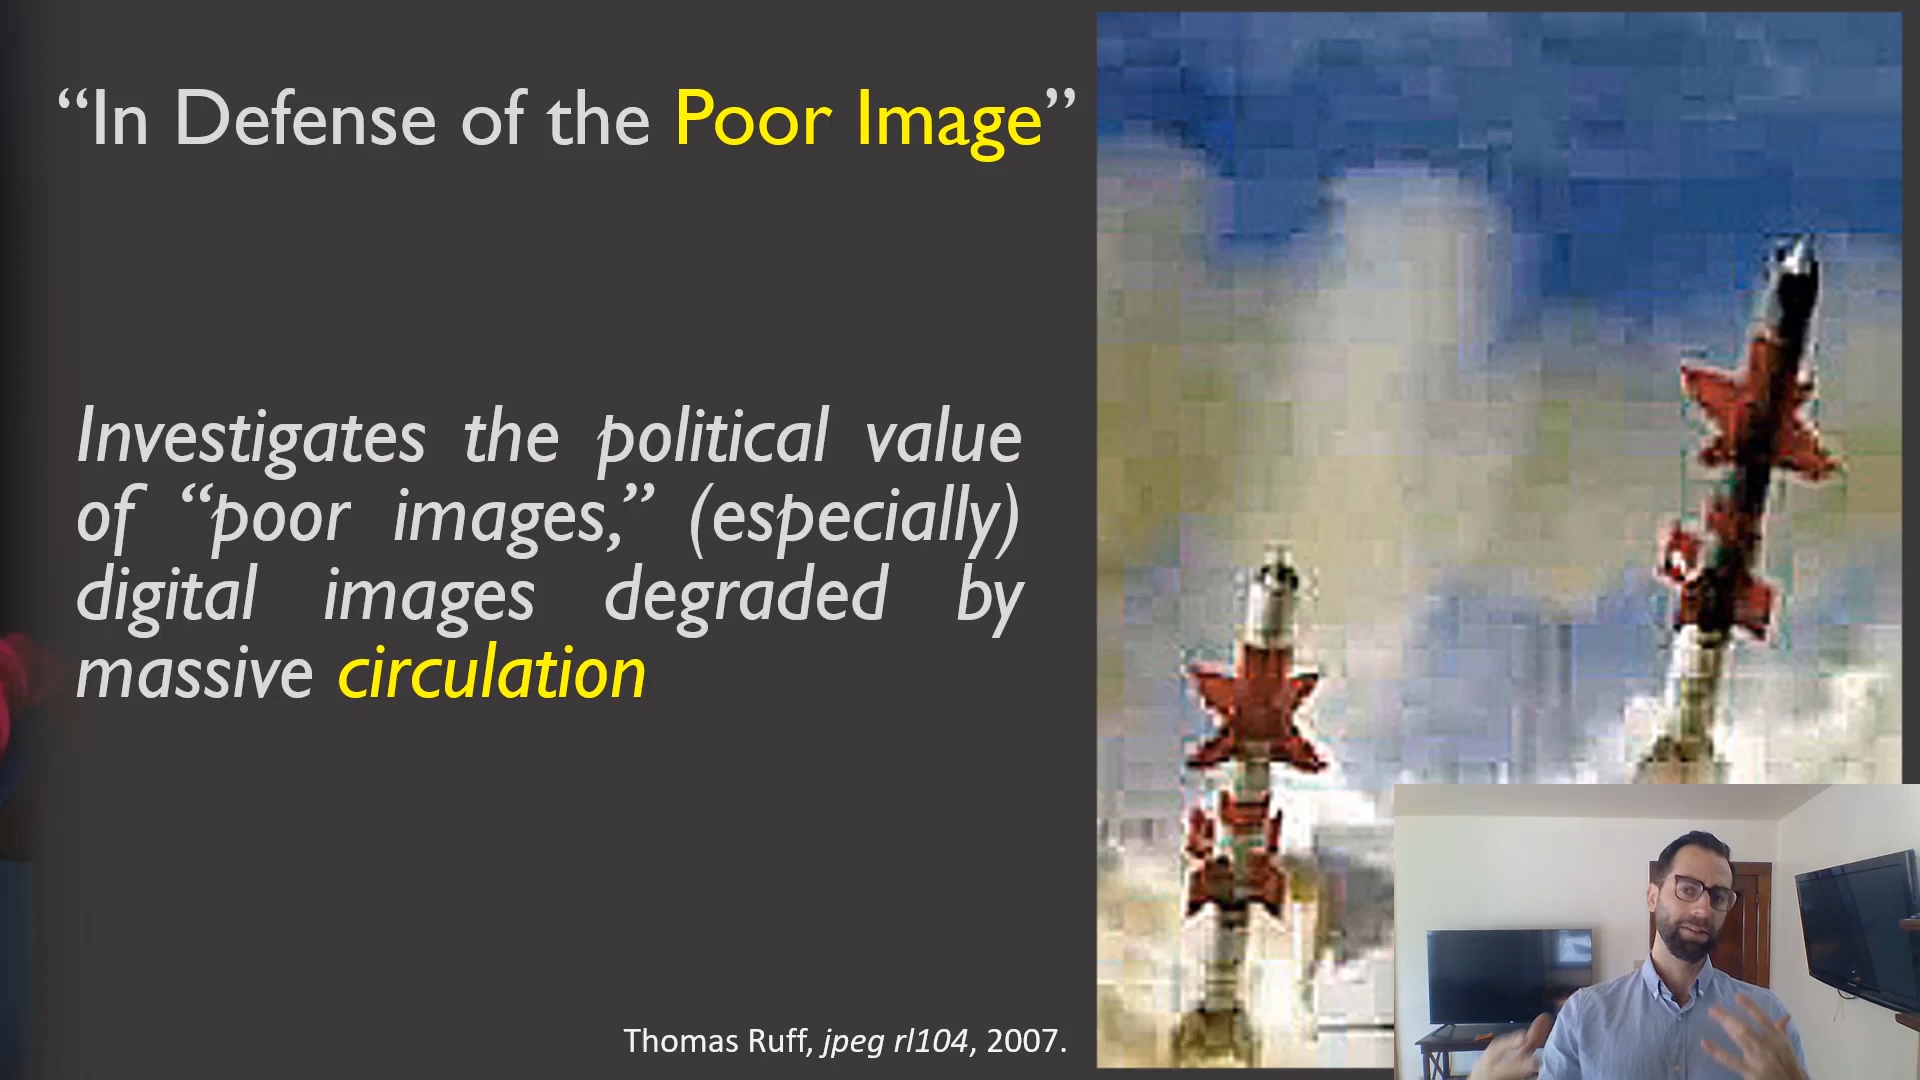 “In Defense of the Poor Image”
Investigates the political value
of “poor images,” (especially)
digital images degraded by
massive circulation
Thomas Ruff, jpeg rl104, 2007.